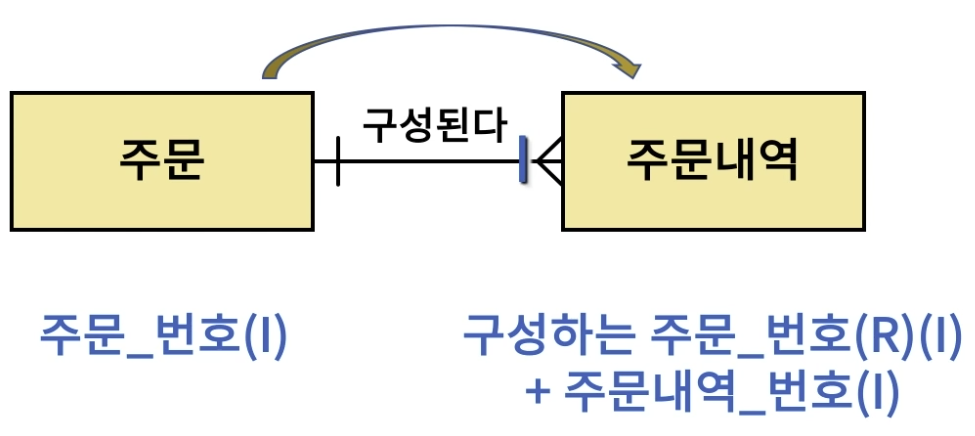 구성된다
주문
주문내역
주문_번호(I)
구성하는 주문_번호(R)(I)
+ 주문내역_번호(I)